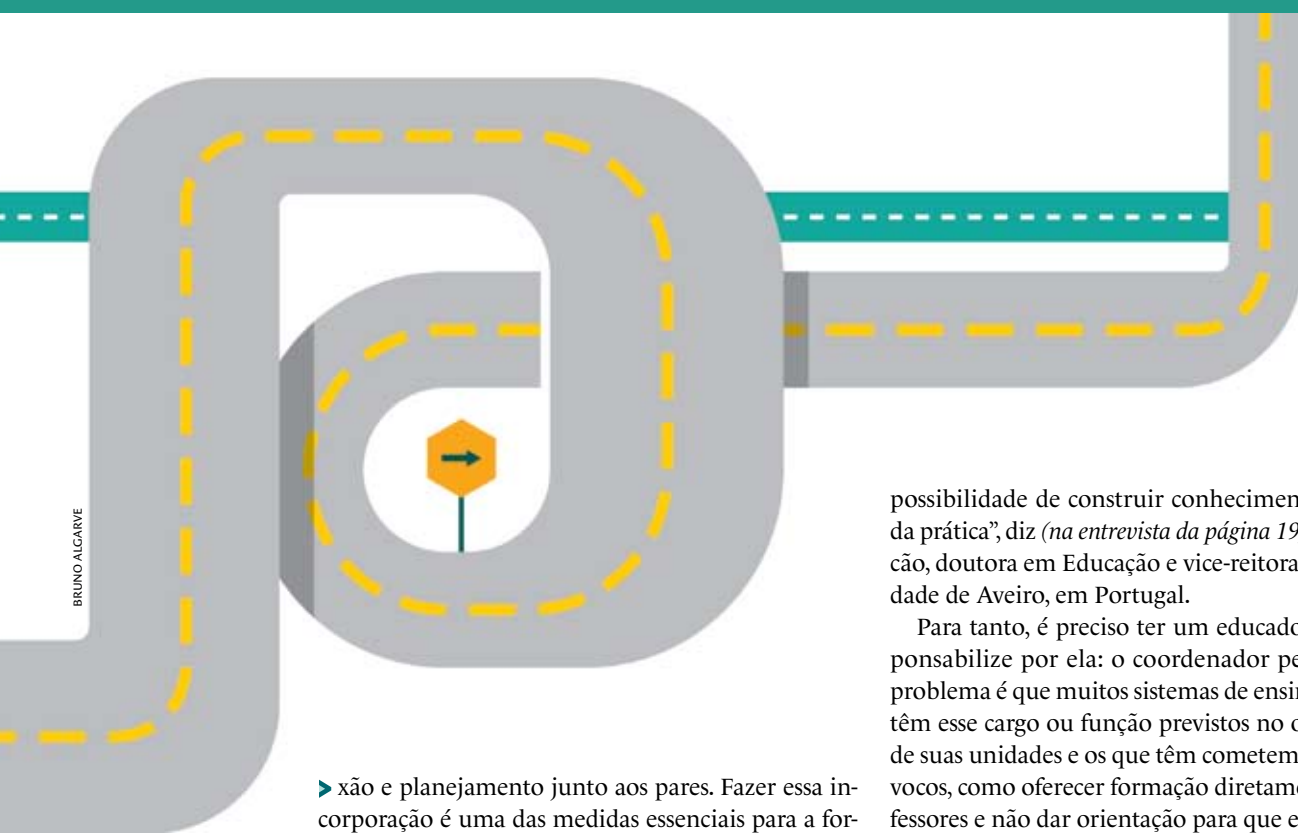 BRUNO ALGARVE
> xão e planejamento junto aos pares. Fazer essa in-
corporação é uma das medidas essenciais para a for-
possibilidade de construir conhecimen
da prática”, diz (na entrevista da página 19
cão, doutora em Educação e vice-reitora
dade de Aveiro, em Portugal.
Para tanto, é preciso ter um educado
ponsabilize por ela: o coordenador pe
problema é que muitos sistemas de ensi
têm esse cargo ou função previstos no o
de suas unidades e os que têm cometem
vocos, como oferecer formação diretame
fessores e não dar orientação para que e